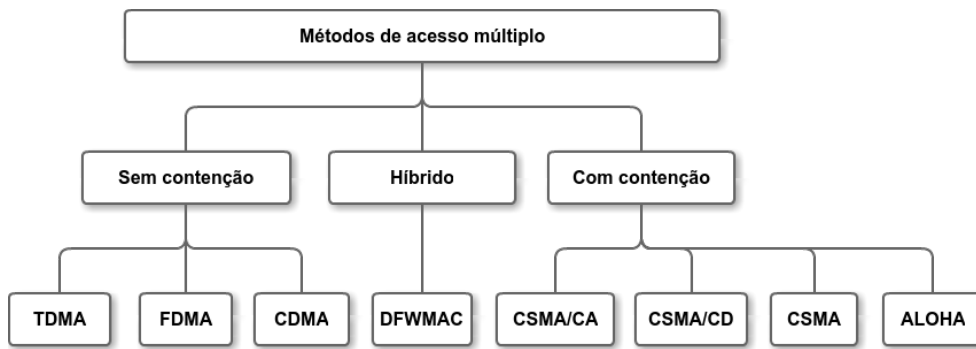 Métodos de acesso múltiplo
Sem contenção
Híbrido
Com contenção
TDMA
FDMA
CDMA
DFWMAC
CSMA/CA
CSMA/CD
CSMA
ALOHA